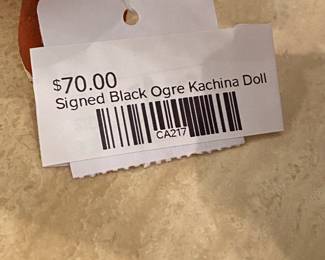 $70.00
Signed Black Ogre Kachina Doll
CA217